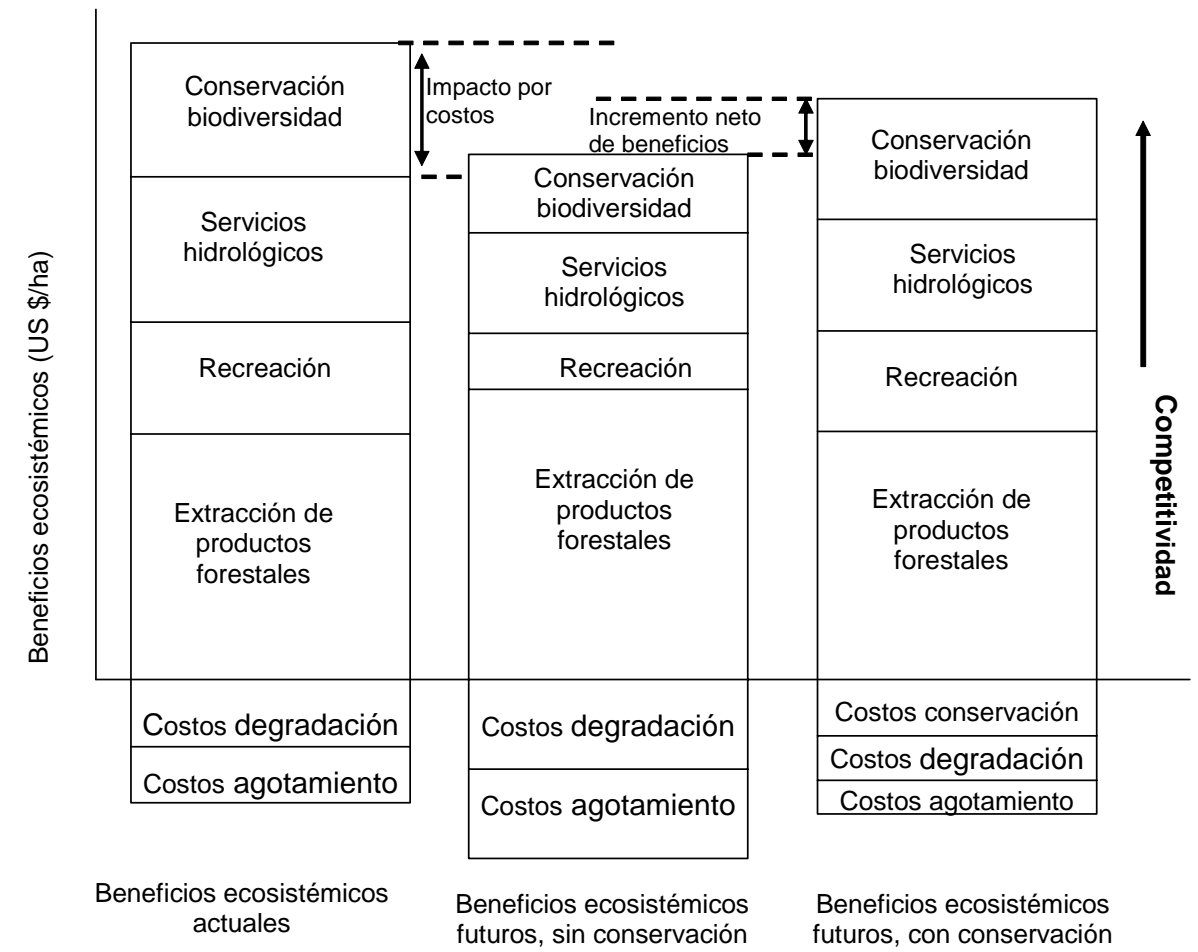 Beneficios ecosistémicos (US $/ha)
Conservación
biodiversidad
Servicios
hidrológicos
Recreación
Extracción de
productos
forestales
Costos degradación
Costos agotamiento
Beneficios ecosistémicos
actuales
Impacto por
costos
Conservación
biodiversidad
Servicios
hidrológicos
Recreación
Extracción de
productos
forestales
Costos degradación
Costos agotamiento
Beneficios ecosistémicos
futuros, sin conservación
Incremento neto
de beneficios
Conservación
biodiversidad
Servicios
hidrológicos
Recreación
Extracción de
productos
forestales
Costos conservación
Costos degradación
Costos agotamiento
Beneficios ecosistémicos
futuros, con conservación
Competitividad